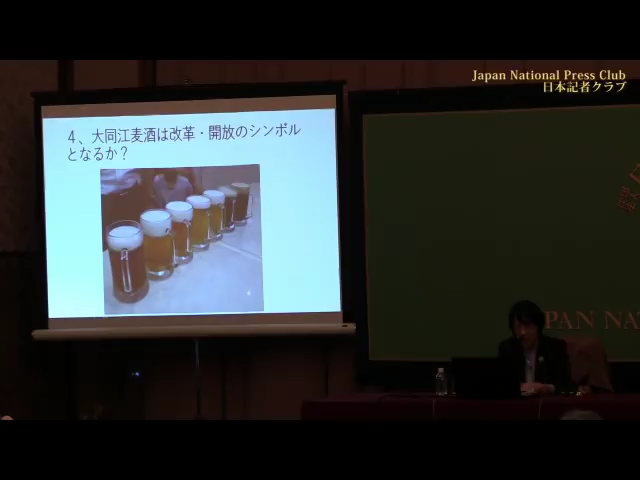 Japan National Press Club
日本記者クラブ
4、大同江麦酒は改革・開放のシンボル
となるか？
JAPAN NA